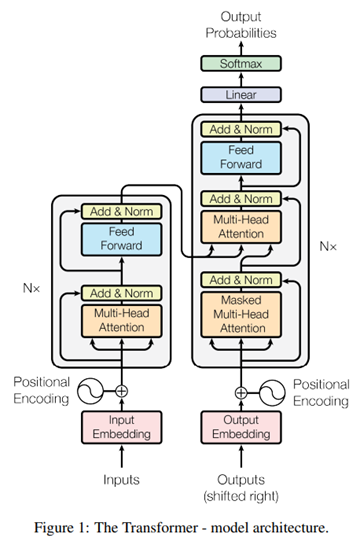 Output
Probabilities
Softmax
Linear
Add & Norm
Feed
Forward
Add & Norm
Multi-Head
Attention
Add & Norm
Masked
Multi-Head
Attention
Nx
Add & Norm
Feed
Forward
Add & Norm
Multi-Head
Attention
Nx
Positional
Encoding
Positional
Encoding
Input
Embedding
Output
Embedding
Inputs
Outputs
(shifted right)
Figure 1: The Transformer - model architecture.